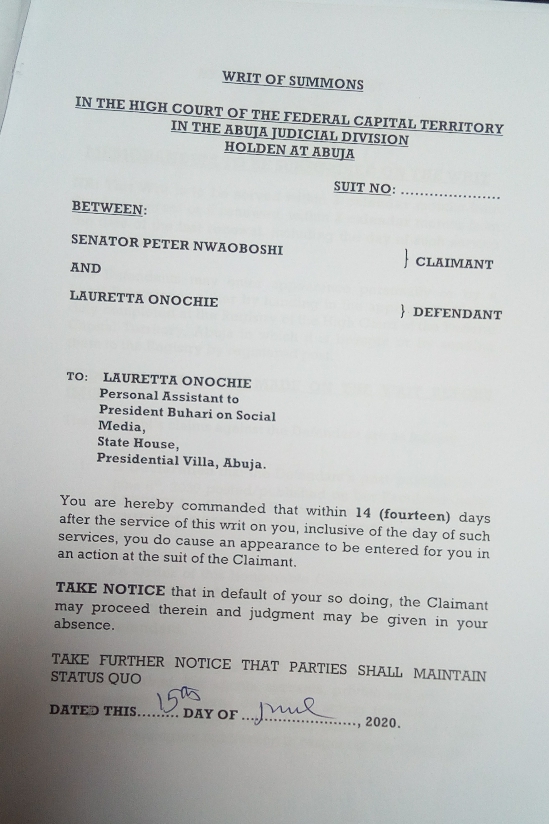 WRIT OF SUMMONS
IN THE HIGH COURT OF THE FEDERAL CAPITAL TERRITORY
IN THE ABUJA JUDICIAL DIVISION
HOLDEN AT ABUJA
SUIT NO: .....................
BETWEEN:
SENATOR PETER NWAOBOSHI } CLAIMANT
AND
LAURETTA ONOCHIE } DEFENDANT
TO: LAURETTA ONOCHIE
Personal Assistant to
President Buhari on Social
Media,
State House,
Presidential Villa, Abuja.
You are hereby commanded that within 14 (fourteen) days
after the service of this writ on you, inclusive of the day of such
services, you do cause an appearance to be entered for you in
an action at the suit of the Claimant.
TAKE NOTICE that in default of your so doing, the Claimant
may proceed therein and judgment may be given in your
absence.
TAKE FURTHER NOTICE THAT PARTIES SHALL MAINTAIN
STATUS QUO
DATED THIS.........15th DAY OF ....June....................., 2020.